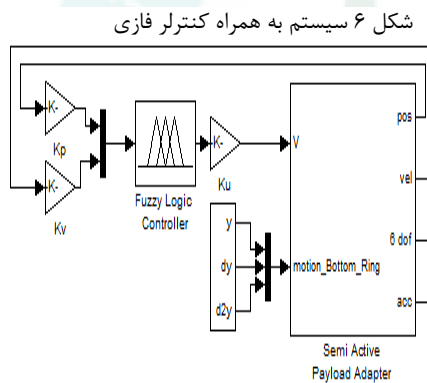 شکل ۶ سیستم به همراه کنترلر فازی
K-
Kp
K-
Kv
Fuzzy Logic
Controller
K-
Ku
V
pos
vel
6 dof
acc
y
dy
d2y
motion_Bottom_Ring
Semi Active
Payload Adapter